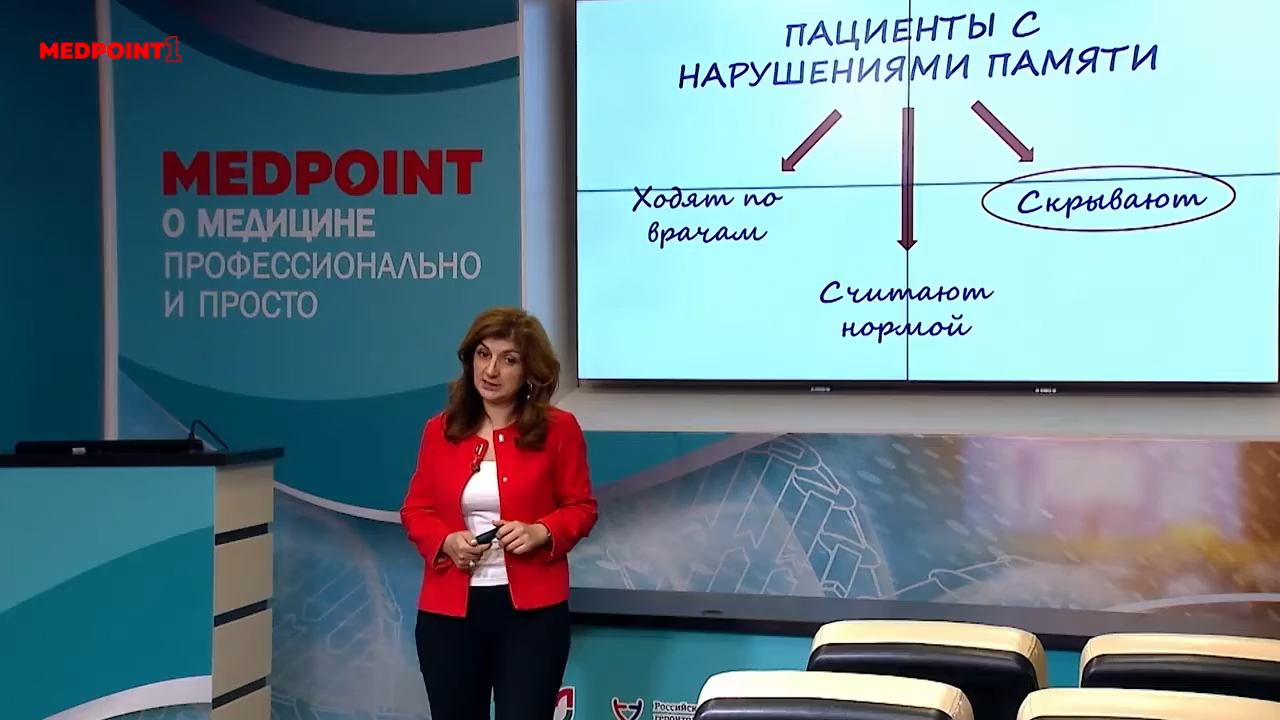 MEDPOINT1
MEDPOINT
О МЕДИЦИНЕ
ПРОФЕССИОНАЛЬНО
И ПРОСТО
ПАЦИЕНТЫ С
НАРУШЕНИЯМИ ПАМЯТИ
Ходят по
врачам
Скрывают
Считают
нормой